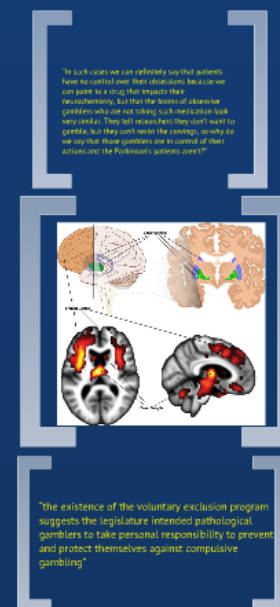 "In such cases we can definitely say that patients
have no control over their obsessions because we
can point to a drug that impacts their
neurochemistry, but that the brains of obsessive
gamblers who are not taking such medication look
very similar. They tell researchers they don't want to
gamble, but they can't resist the cravings, so why do
we say that those gamblers are in control of their
actions and the Parkinson's patients aren't?"
"the existence of the voluntary exclusion program
suggests the legislature intended pathological
gamblers to take personal responsibility to prevent
and protect themselves against compulsive
gambling"